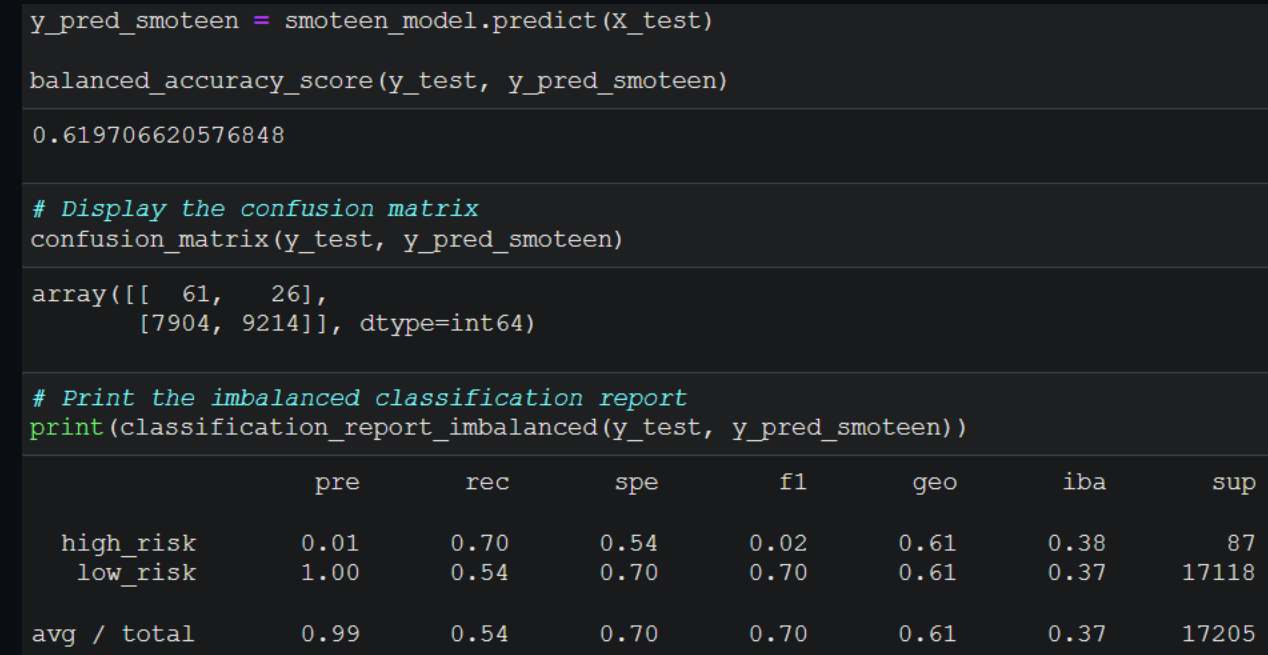 y_pred_smoteen = smoteen_model.predict(X_test)
balanced_accuracy_score(y_test, y_pred_smoteen)
0.619706620576848
# Display the confusion matrix
confusion_matrix(y_test, y_pred_smoteen)
array([[  61,   26],
       [7904, 9214]], dtype=int64)
# Print the imbalanced classification report
print(classification_report_imbalanced(y_test, y_pred_smoteen))
pre rec spe f1 geo iba sup
high_risk 0.01 0.70 0.54 0.02 0.61 0.38 87
low_risk 1.00 0.54 0.70 0.70 0.61 0.37 17118
avg / total 0.99 0.54 0.70 0.70 0.61 0.37 17205